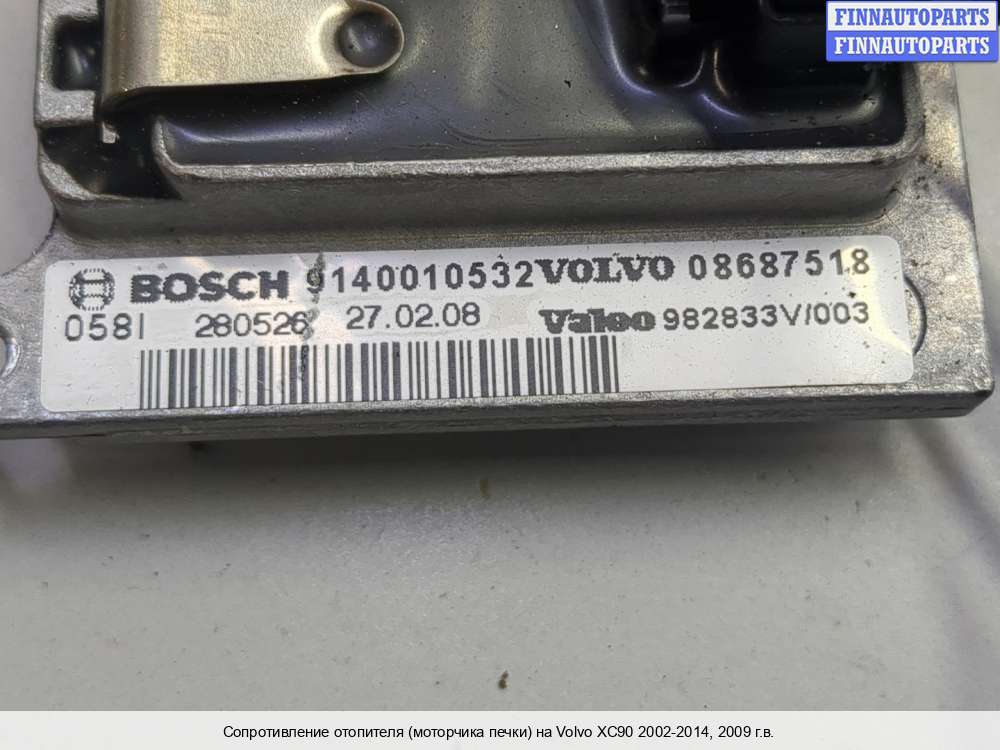 FINNAUTOPARTS
FINNAUTOPARTS
BOSCH 9140010532 VOLVO 08687518
058I 280526 27.02.08 Valeo 982833V/003
Сопротивление отопителя (моторчика печки) на Volvo XC90 2002-2014, 2009 г.в.